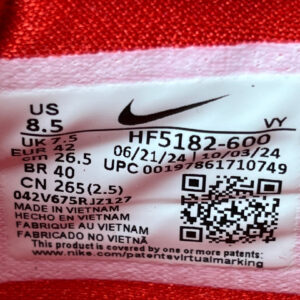 US
8.5 VY
UK 7.5 HF5182-600
EUR 42 06/21/24 | 10/03/24
cm 26.5 UPC 00197861710749
BR 40
CN 265 (2.5)
042V675RJZ127
MADE IN VIETNAM
HECHO EN VIETNAM
FABRIQUE AU VIETNAM
FABRICADO NO VIETNÃ
This product is covered by one or more patents:
www.nike.com/patentsvirtualmarking